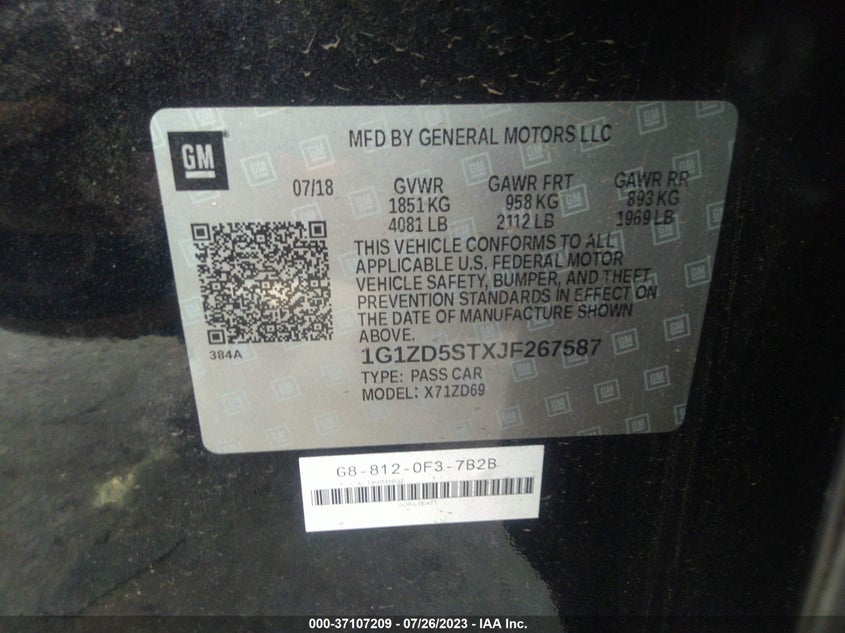 GM
MFD BY GENERAL MOTORS LLC
07/18 GVWR GAWR FRT GAWR RR
1851 KG 958 KG 893 KG
4081 LB 2112 LB 1969 LB
THIS VEHICLE CONFORMS TO ALL
APPLICABLE U.S. FEDERAL MOTOR
VEHICLE SAFETY, BUMPER, AND THEFT
PREVENTION STANDARDS IN EFFECT ON
THE DATE OF MANUFACTURE SHOWN
ABOVE.
384A
1G1ZD5STXJF267587
TYPE: PASS CAR
MODEL: X71ZD69
G8-812-0F3-7B2B
000-37107209 - 07/26/2023 - IAA Inc.